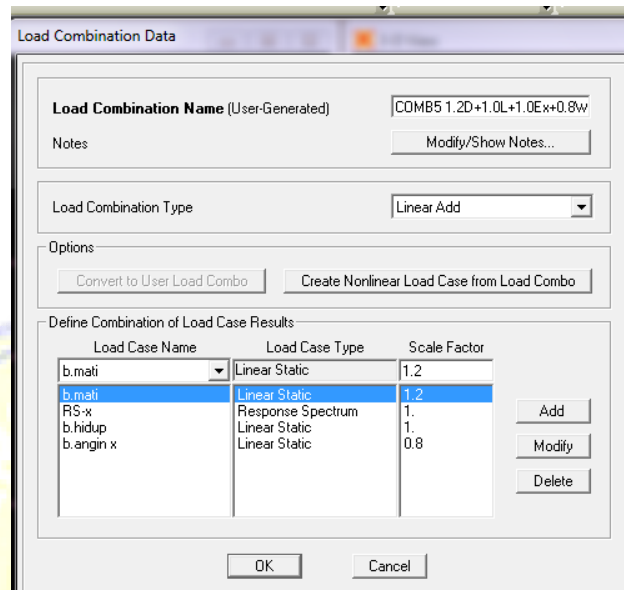 Load Combination Data
Load Combination Name (User-Generated) COMB5 1.2D+1.0L+1.0Ex+0.8W
Notes Modify/Show Notes...
Load Combination Type Linear Add
Options
Convert to User Load Combo Create Nonlinear Load Case from Load Combo
Define Combination of Load Case Results
Load Case Name Load Case Type Scale Factor
b.mati Linear Static 1.2
b.mati Linear Static 1.2
RS-x Response Spectrum 1.
b.hidup Linear Static 1.
b.angin x Linear Static 0.8
Add
Modify
Delete
OK Cancel